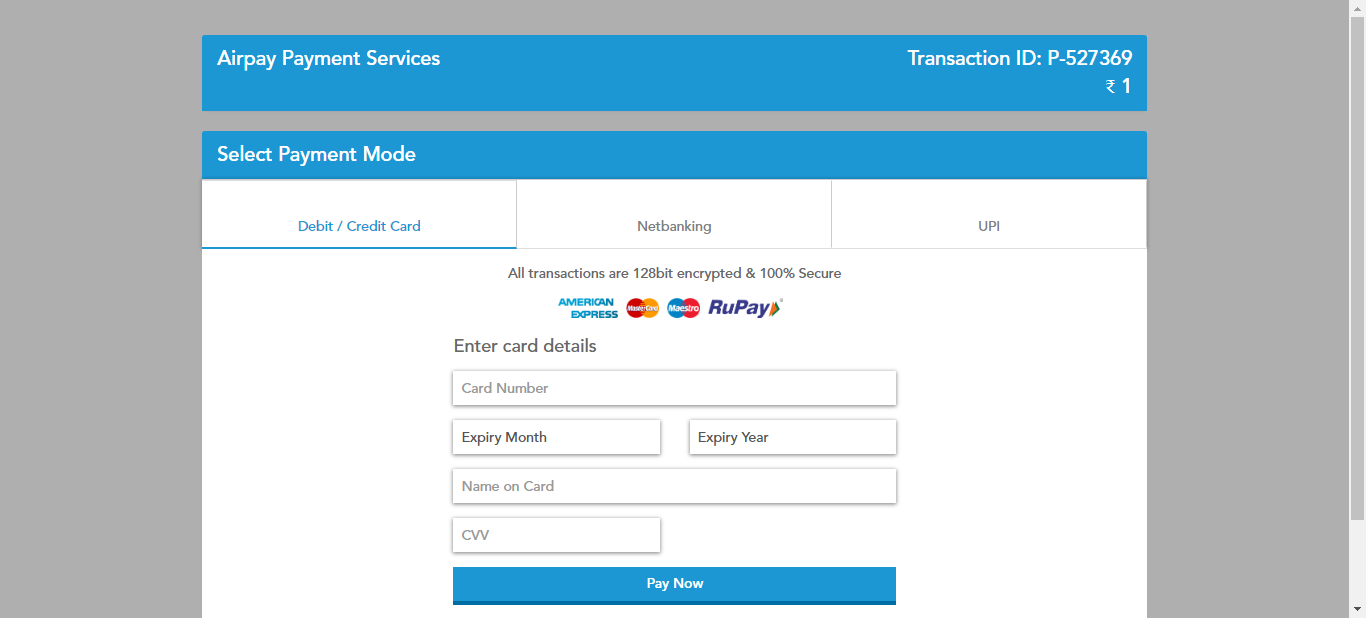 Airpay Payment Services
Transaction ID: P-527369
₹ 1
Select Payment Mode
Debit / Credit Card
Netbanking
UPI
All transactions are 128bit encrypted & 100% Secure
AMERICAN EXPRESS MasterCard Maestro RuPay
Enter card details
Card Number
Expiry Month
Expiry Year
Name on Card
CVV
Pay Now